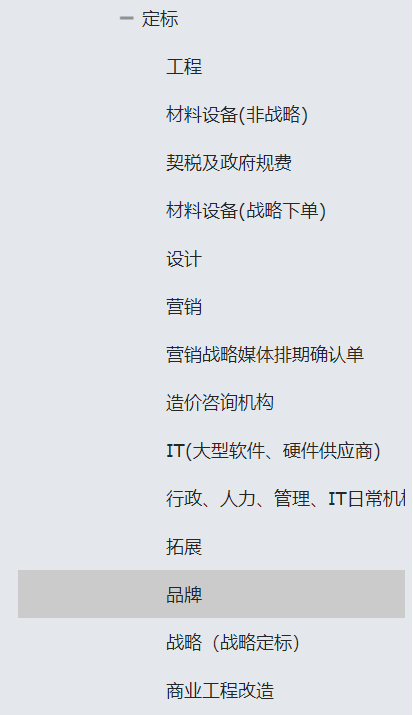 定标
工程
材料设备(非战略)
契税及政府规费
材料设备(战略下单)
设计
营销
营销战略媒体排期确认单
造价咨询机构
IT(大型软件、硬件供应商)
行政、人力、管理、IT日常机
拓展
品牌
战略（战略定标）
商业工程改造